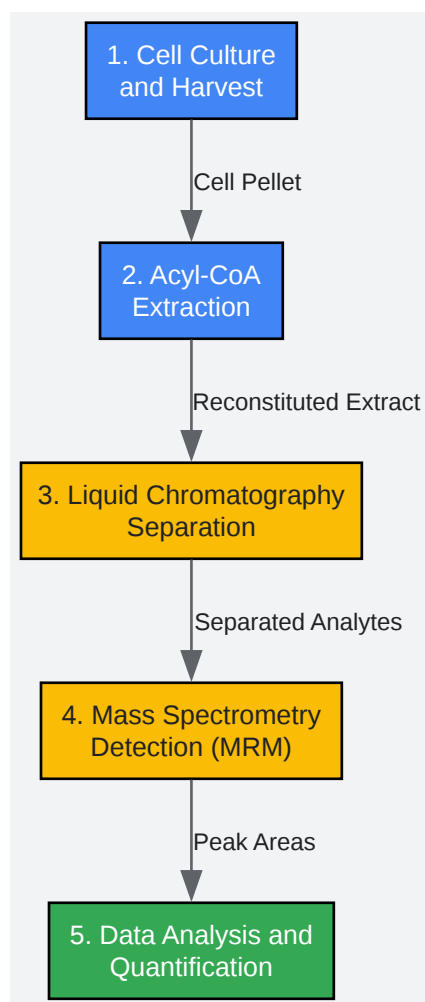 1. Cell Culture
and Harvest
Cell Pellet
2. Acyl-CoA
Extraction
Reconstituted Extract
3. Liquid Chromatography
Separation
Separated Analytes
4. Mass Spectrometry
Detection (MRM)
Peak Areas
5. Data Analysis and
Quantification